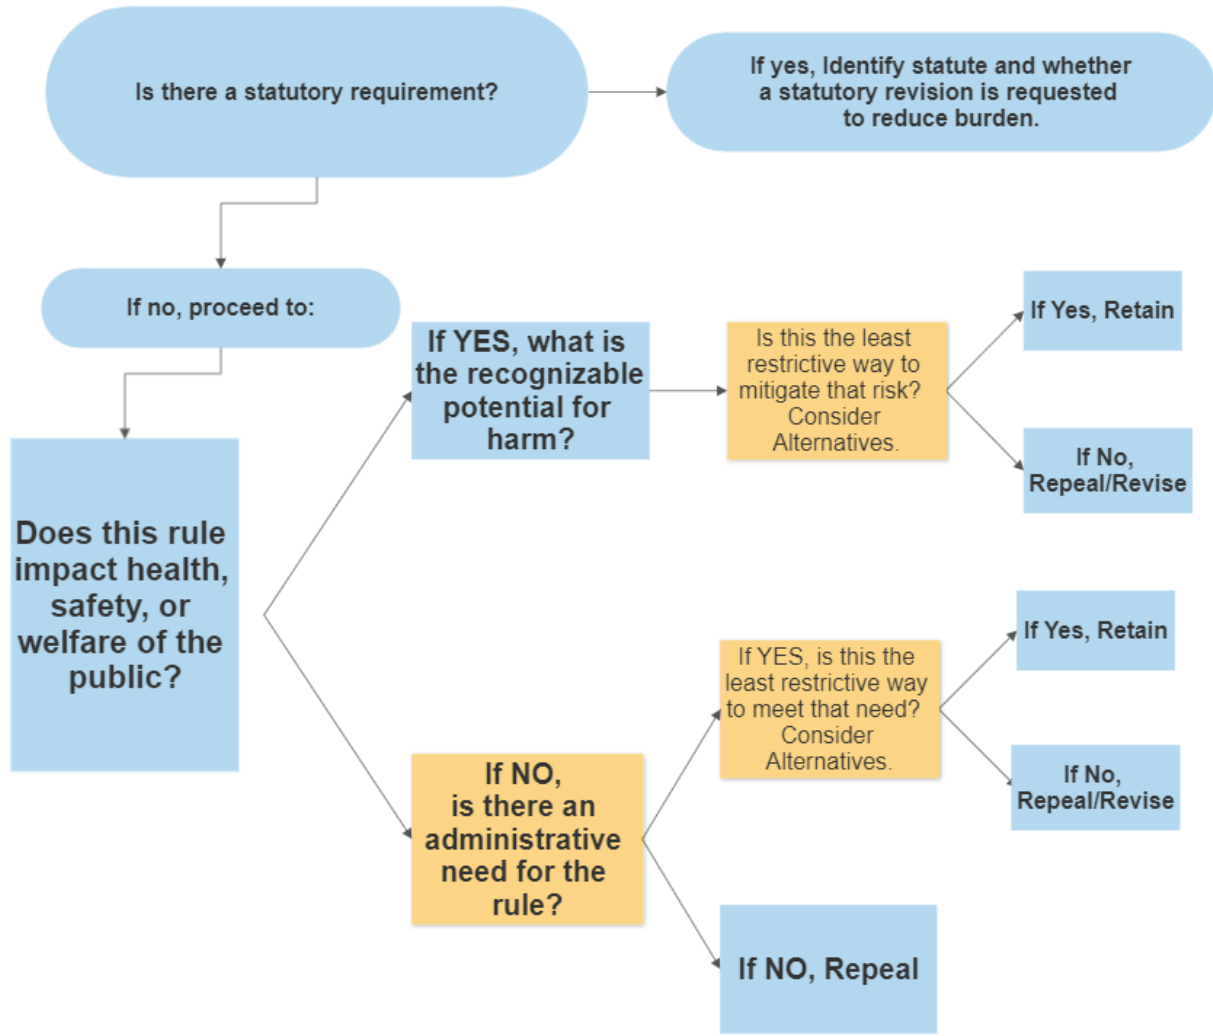 Is there a statutory requirement?
If yes, Identify statute and whether
a statutory revision is requested
to reduce burden.
If no, proceed to:
Does this rule
impact health,
safety, or
welfare of the
public?
If YES, what is
the recognizable
potential for
harm?
Is this the least
restrictive way to
mitigate that risk?
Consider
Alternatives.
If Yes, Retain
If No,
Repeal/Revise
If NO,
is there an
administrative
need for the
rule?
If YES, is this the
least restrictive way
to meet that need?
Consider
Alternatives.
If Yes, Retain
If No,
Repeal/Revise
If NO, Repeal